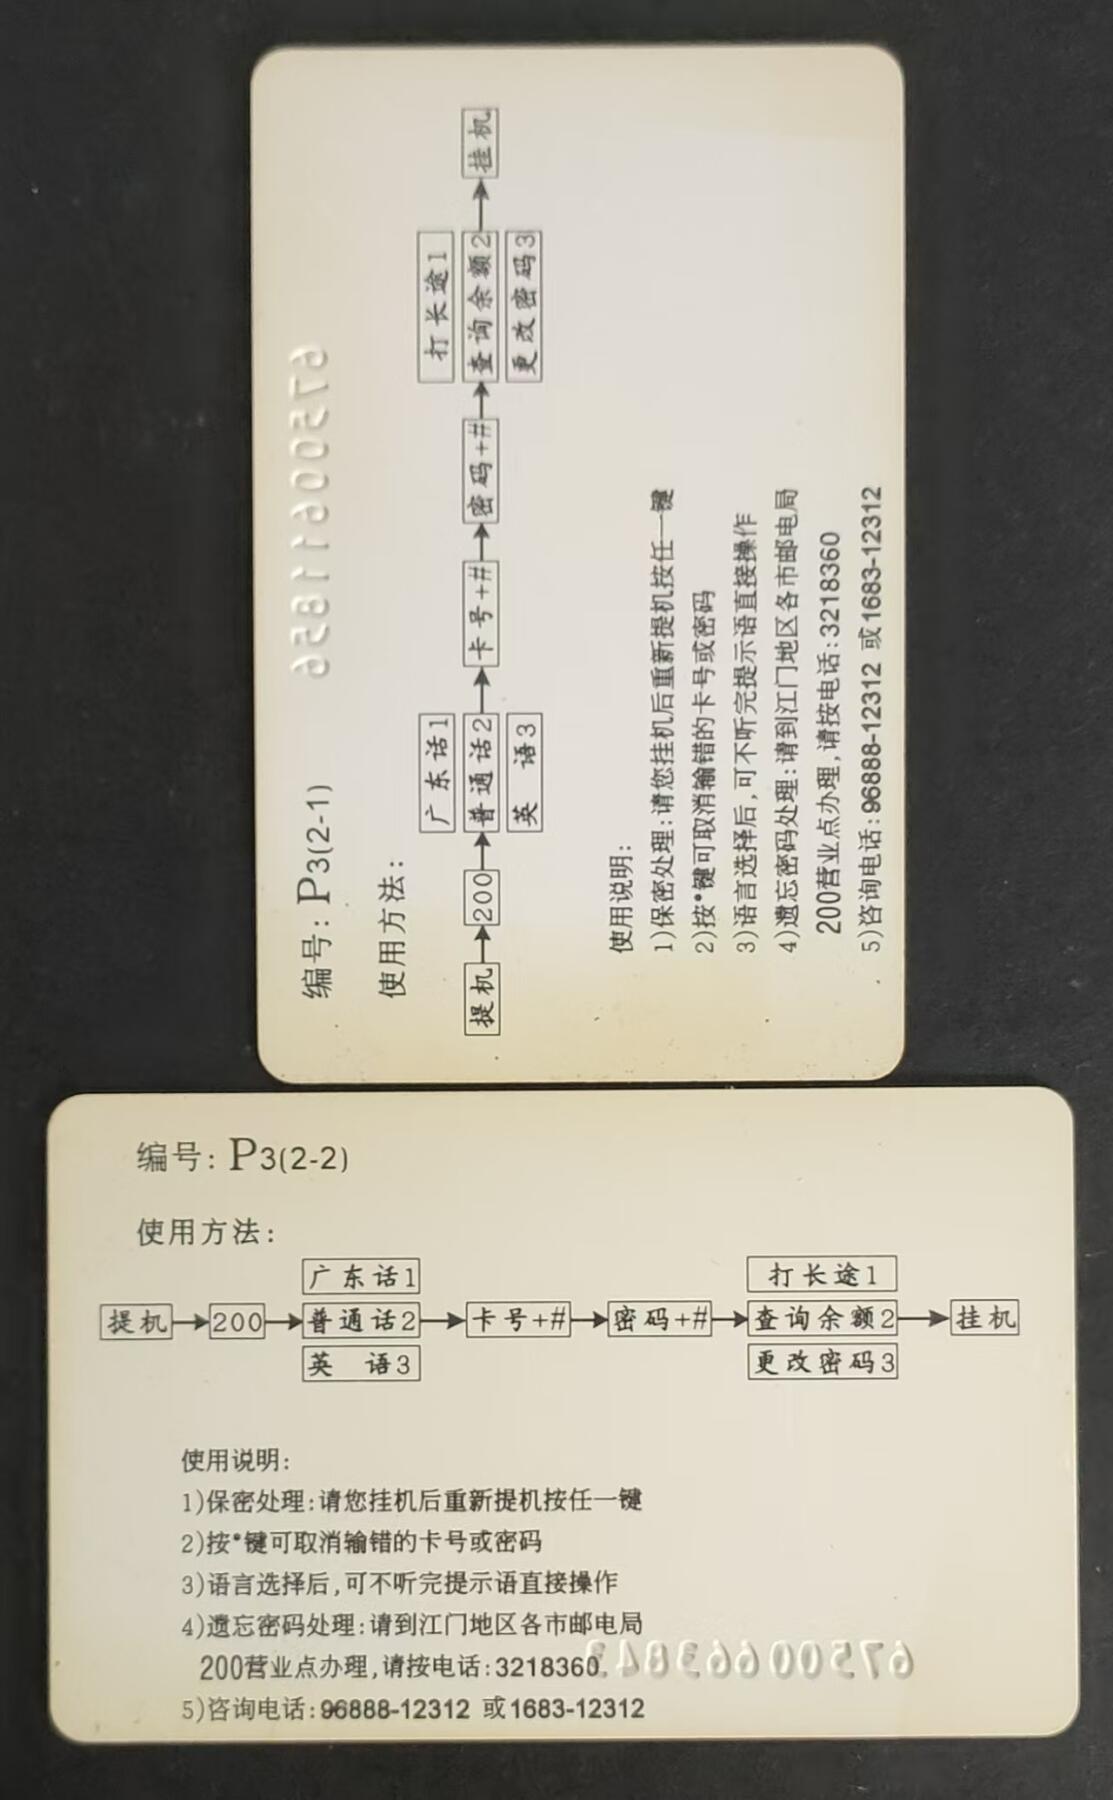 编号: P3(2-1)
67500611856
使用方法:
提机 200 广东话1 普通话2 英 语3 卡号+# 密码+# 打长途1 查询余额2 更改密码3 挂机
使用说明:
1)保密处理:请您挂机后重新提机按任一键
2)按*键可取消输错的卡号或密码
3)语言选择后,可不听完提示语直接操作
4)遗忘密码处理:请到江门地区各市邮电局
200营业点办理,请按电话:3218360
5)咨询电话:96888-12312 或1683-12312
编号: P3(2-2)
使用方法:
广东话1 打长途1
提机 200 普通话2 卡号+# 密码+# 查询余额2 挂机
英 语3 更改密码3
使用说明:
1)保密处理:请您挂机后重新提机按任一键
2)按*键可取消输错的卡号或密码
3)语言选择后,可不听完提示语直接操作
4)遗忘密码处理:请到江门地区各市邮电局
200营业点办理,请按电话:3218360
67500663843
5)咨询电话:96888-12312 或1683-12312